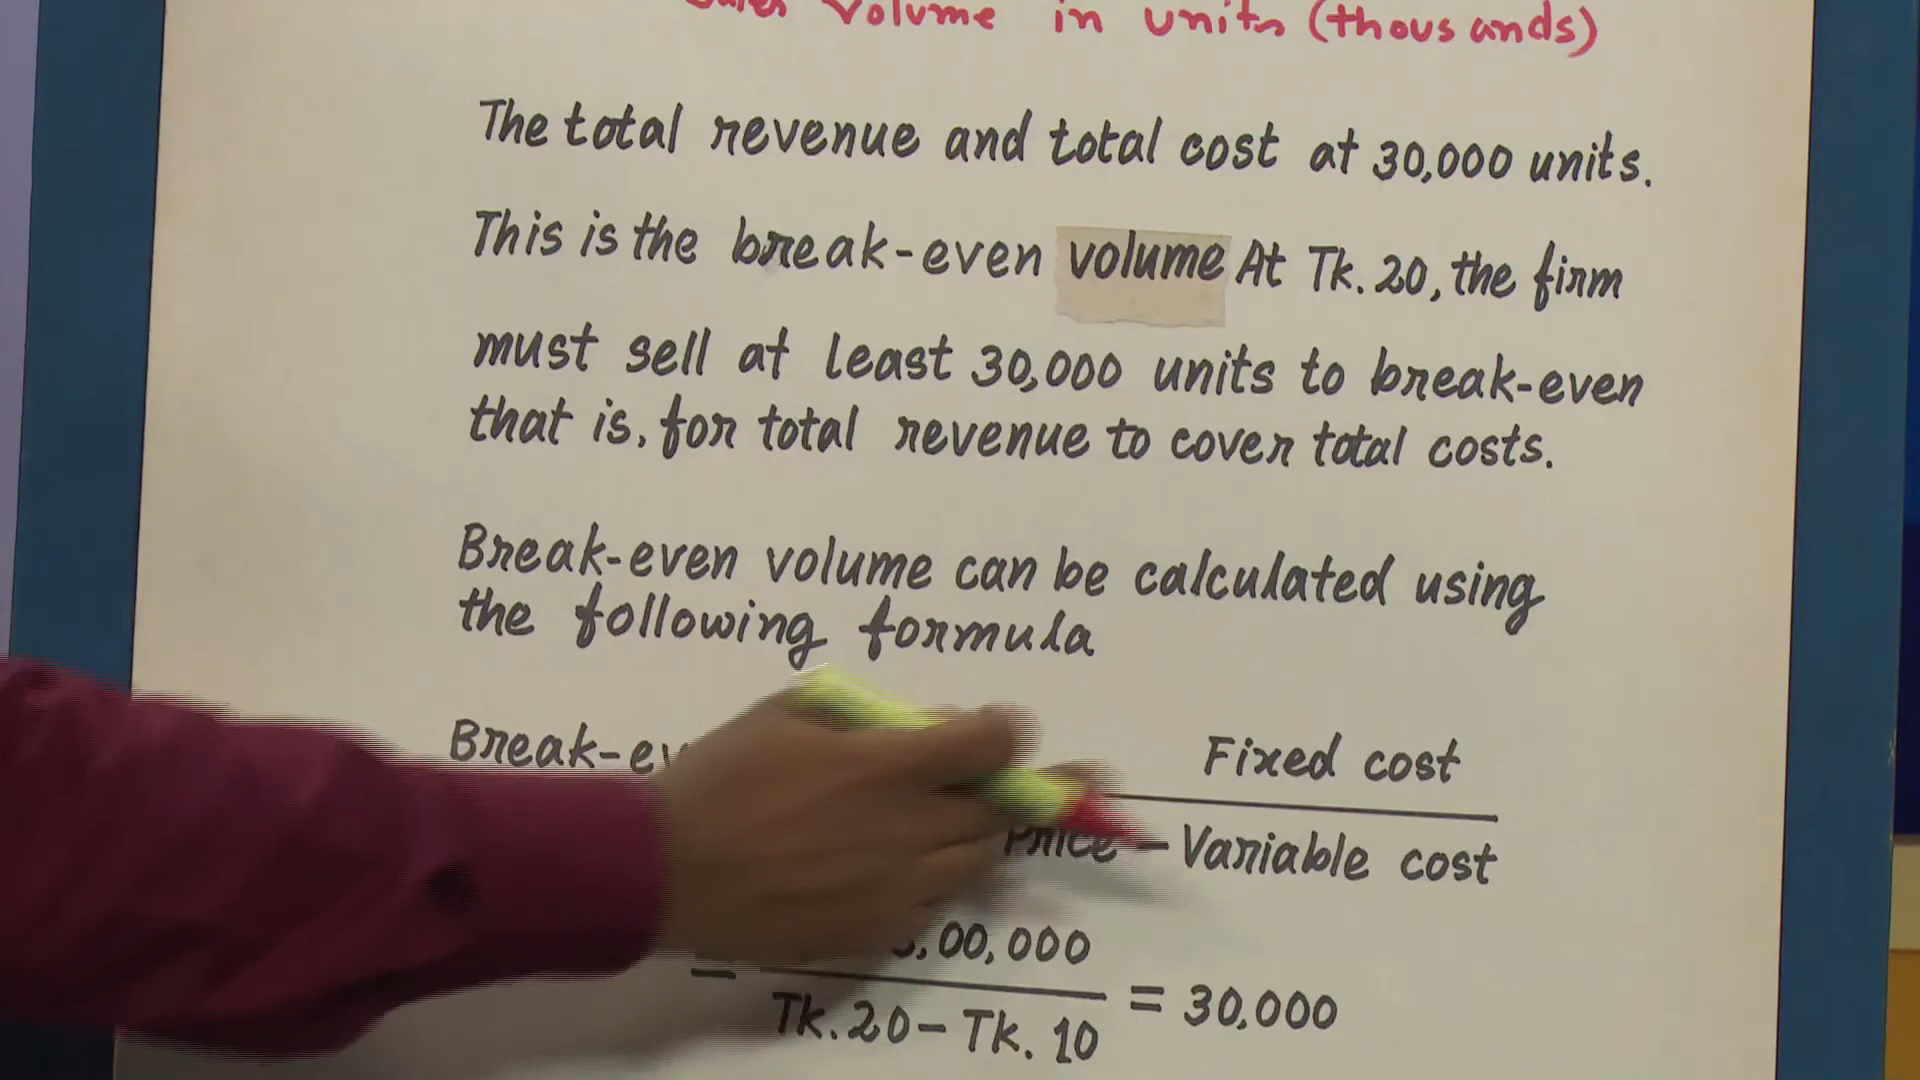 Volume in units (thousands)
The total revenue and total cost at 30,000 units.
This is the break-even volume At Tk. 20, the firm
must sell at least 30,000 units to break-even
that is, for total revenue to cover total costs.
Break-even volume can be calculated using
the following formula
Fixed cost
Price - Variable cost
,00,000
Tk. 20 - Tk. 10
= 30,000